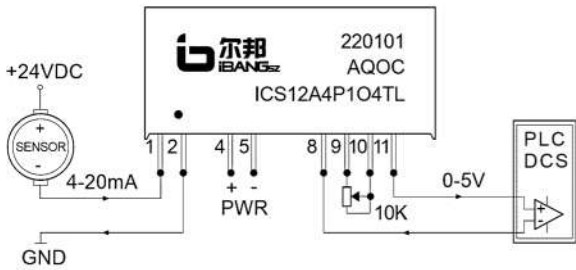 尔邦
iBANGsz
220101
AQOC
ICS12A4P1O4TL
+24VDC
+
SENSOR
-
1 2 4 5 8 9 10 11
PLC
DCS
4-20mA
+ -
PWR
10K
0-5V
+
-
GND